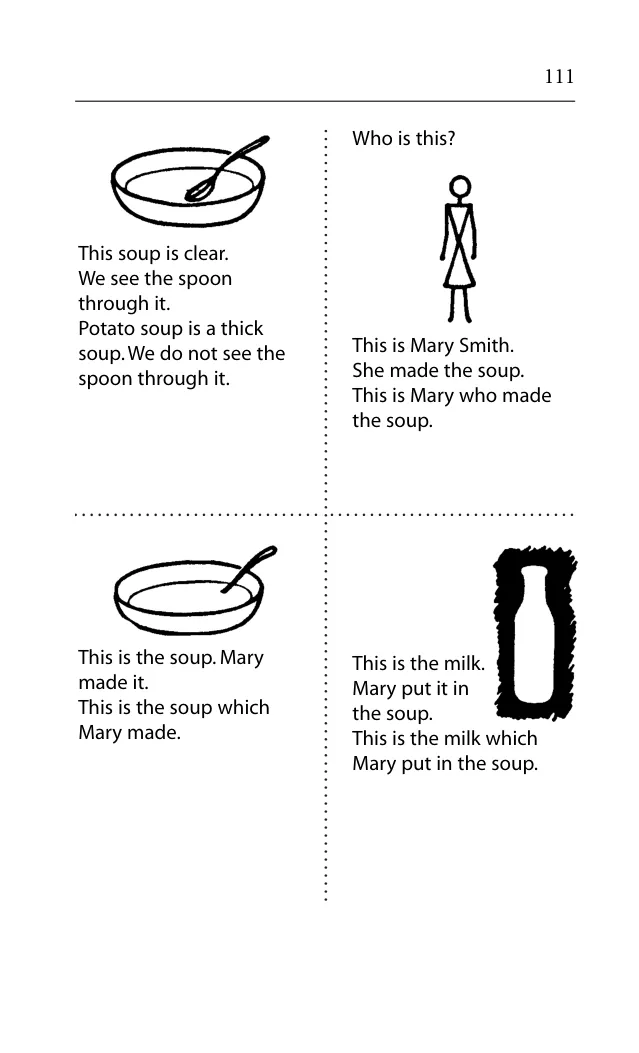 111
This soup is clear.
We see the spoon
through it.
Potato soup is a thick
soup. We do not see the
spoon through it.
Who is this?
This is Mary Smith.
She made the soup.
This is Mary who made
the soup.
This is the soup. Mary
made it.
This is the soup which
Mary made.
This is the milk.
Mary put it in
the soup.
This is the milk which
Mary put in the soup.